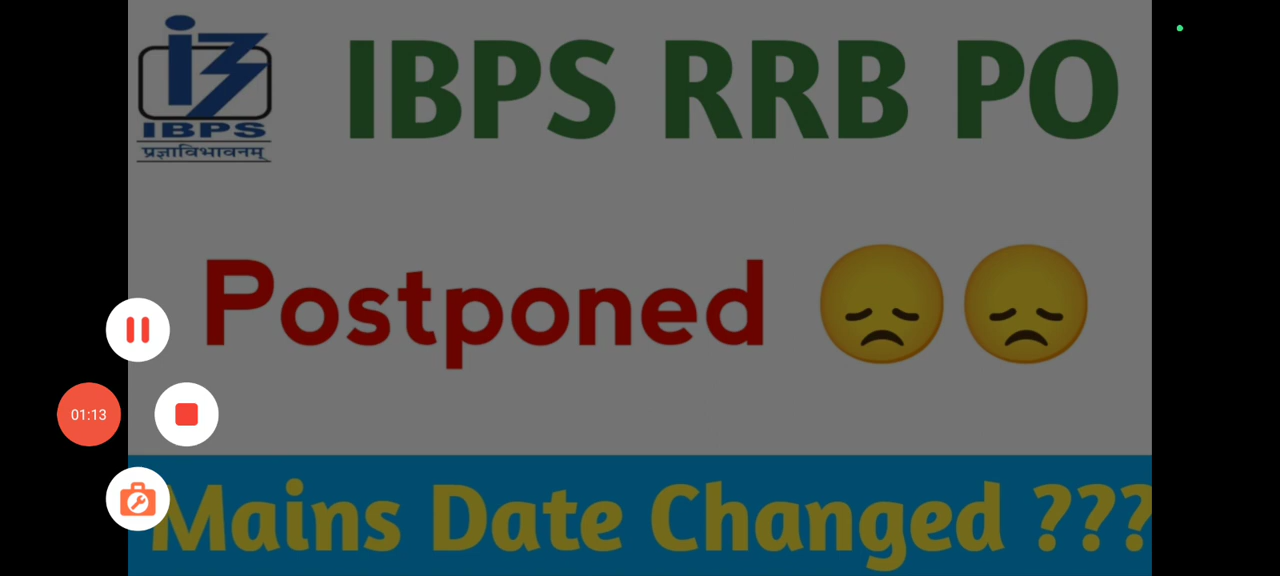 IBPS RRB PO
IBPS
प्रज्ञाविभावनम्
Postponed 😞😞
01:13
Mains Date Changed ???